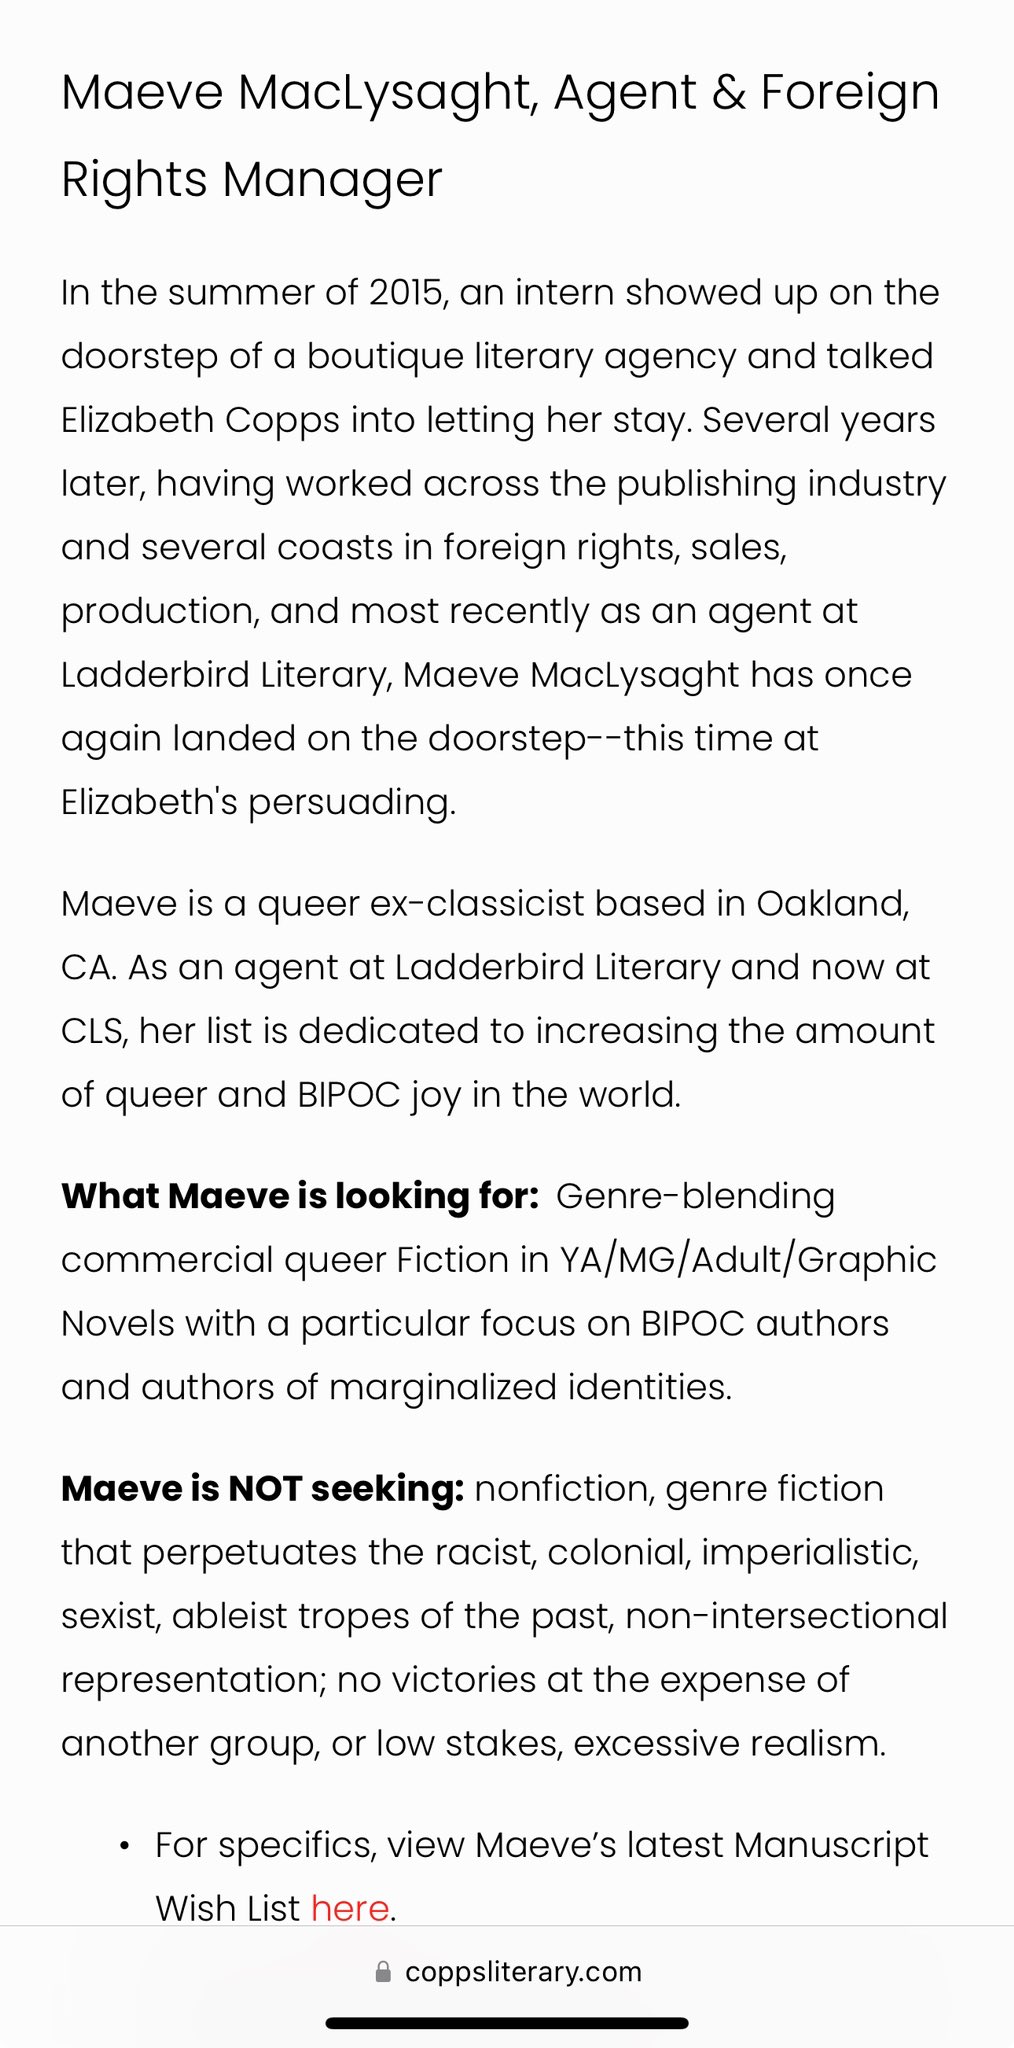 Maeve MacLysaght, Agent & Foreign
Rights Manager
In the summer of 2015, an intern showed up on the
doorstep of a boutique literary agency and talked
Elizabeth Copps into letting her stay. Several years
later, having worked across the publishing industry
and several coasts in foreign rights, sales,
production, and most recently as an agent at
Ladderbird Literary, Maeve MacLysaght has once
again landed on the doorstep--this time at
Elizabeth's persuading.
Maeve is a queer ex-classicist based in Oakland,
CA. As an agent at Ladderbird Literary and now at
CLS, her list is dedicated to increasing the amount
of queer and BIPOC joy in the world.
What Maeve is looking for: Genre-blending
commercial queer Fiction in YA/MG/Adult/Graphic
Novels with a particular focus on BIPOC authors
and authors of marginalized identities.
Maeve is NOT seeking: nonfiction, genre fiction
that perpetuates the racist, colonial, imperialistic,
sexist, ableist tropes of the past, non-intersectional
representation; no victories at the expense of
another group, or low stakes, excessive realism.
• For specifics, view Maeve’s latest Manuscript
Wish List here.
coppsliterary.com